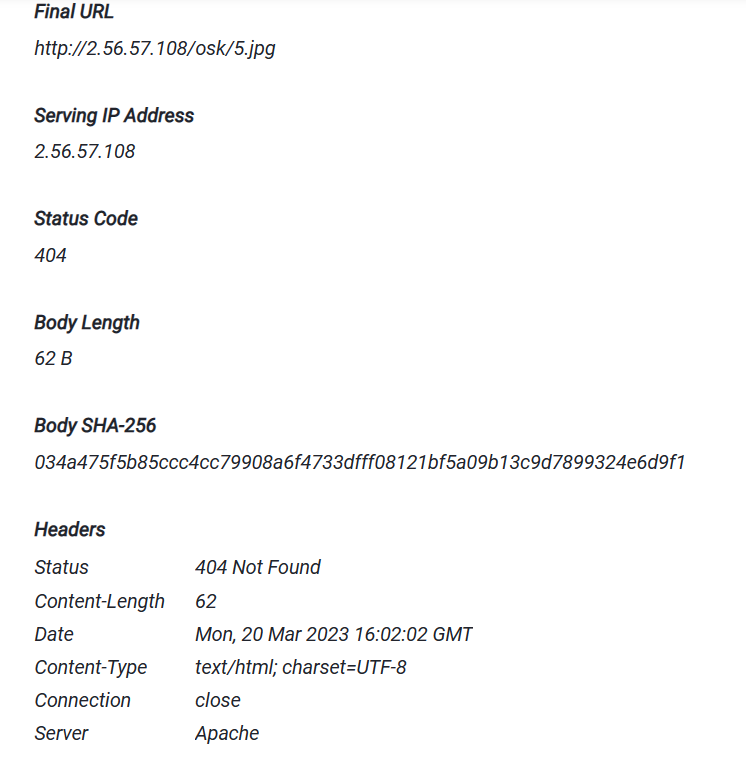 Final URL
http://2.56.57.108/osk/5.jpg
Serving IP Address
2.56.57.108
Status Code
404
Body Length
62 B
Body SHA-256
034a475f5b85ccc4cc79908a6f4733dfff08121bf5a09b13c9d7899324e6d9f1
Headers
Status 404 Not Found
Content-Length 62
Date Mon, 20 Mar 2023 16:02:02 GMT
Content-Type text/html; charset=UTF-8
Connection close
Server Apache